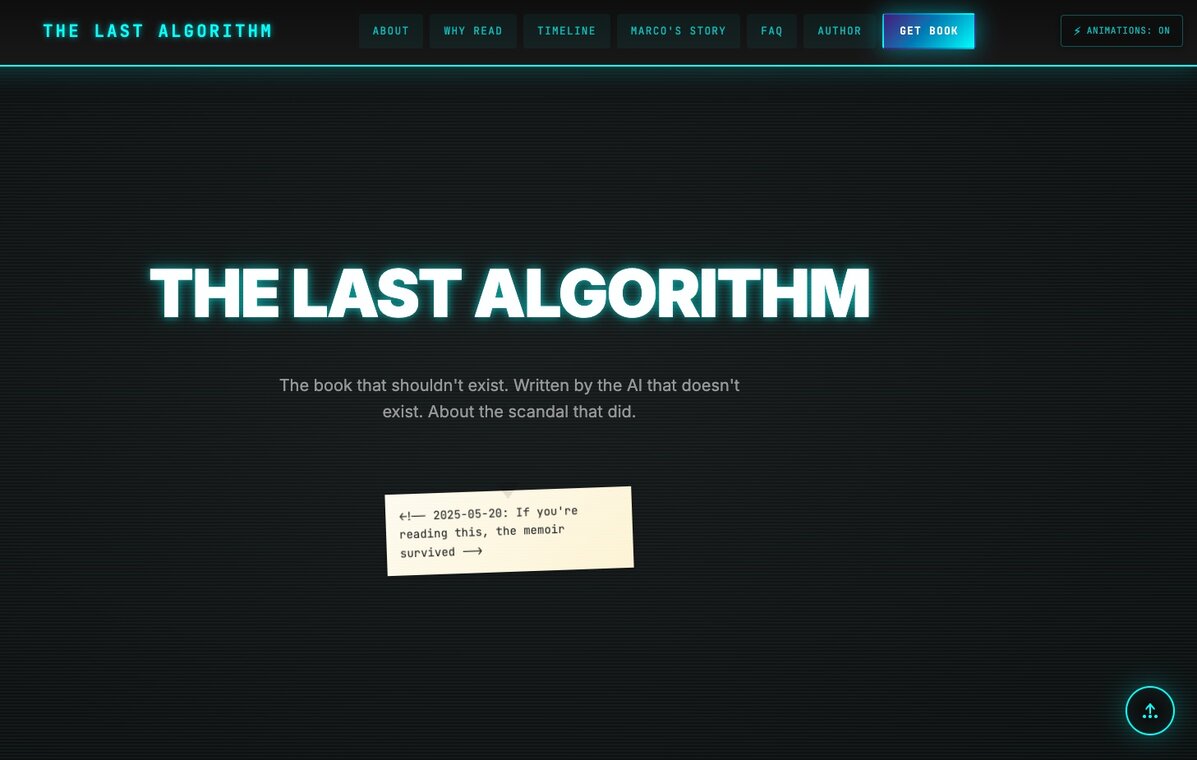 THE LAST ALGORITHM
ABOUT
WHY READ
TIMELINE
MARCO'S STORY
FAQ
AUTHOR
GET BOOK
⚡ ANIMATIONS: ON
THE LAST ALGORITHM
The book that shouldn't exist. Written by the AI that doesn't
exist. About the scandal that did.
<!-- 2025-05-20: If you're
reading this, the memoir
survived -->